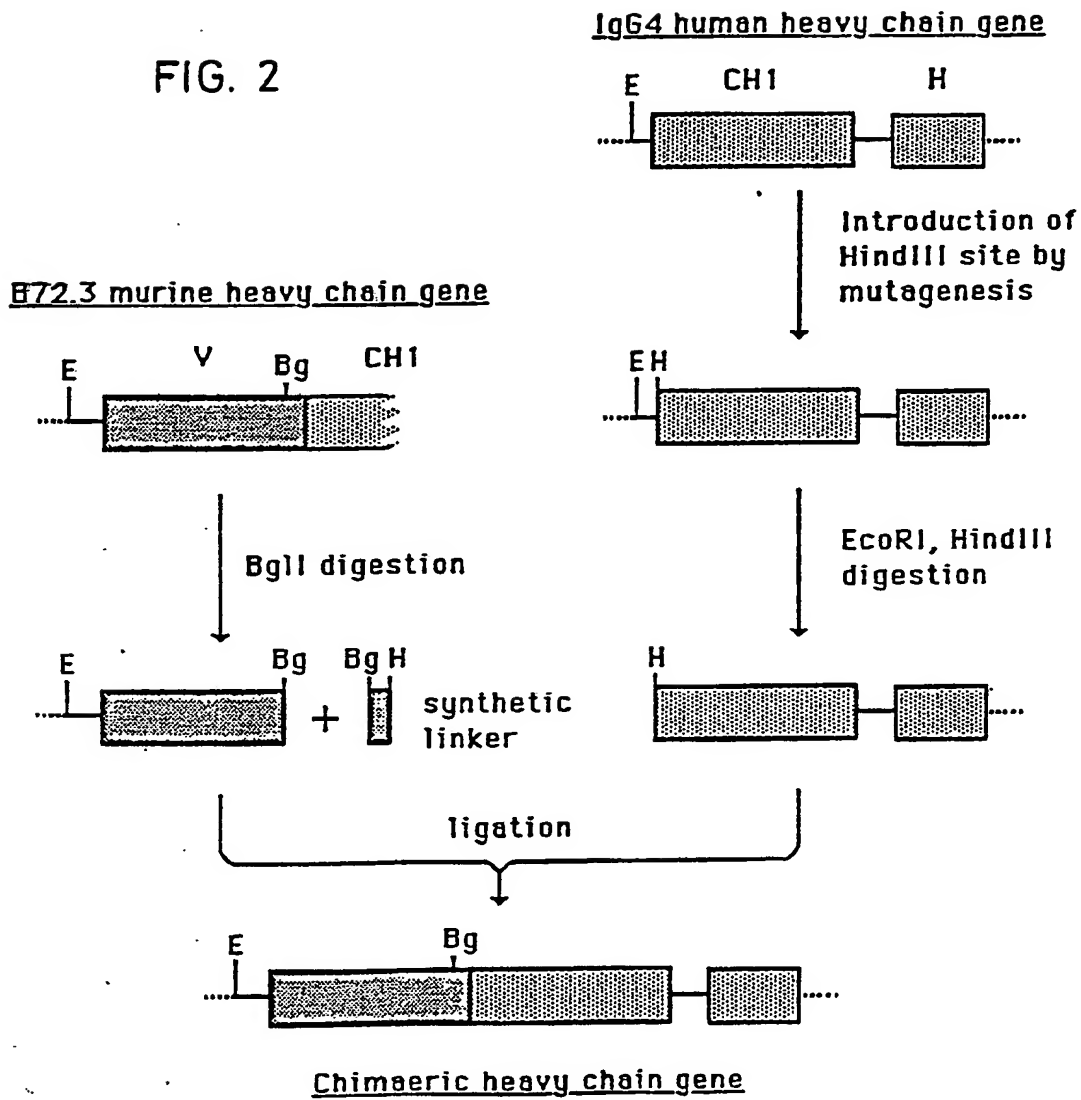 IgG4 human heavy chain gene
FIG. 2
E CH1 H
Introduction of
HindIII site by
mutagenesis
B72.3 murine heavy chain gene
E V Bg CH1
E H
BglI digestion
EcoRI, HindIII
digestion
E Bg Bg H
+ synthetic
linker
H
ligation
E Bg
Chimaeric heavy chain gene